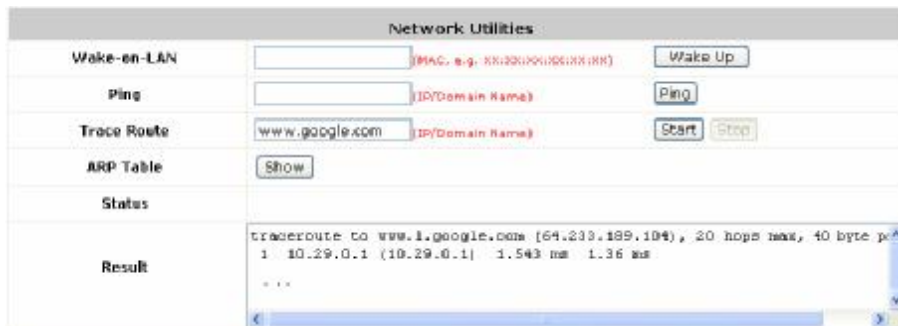 Network Utilities
Wake-on-LAN (MAC, e.g. XX:XX:XX:XX:XX:XX) Wake Up
Ping (IP/Domain Name) Ping
Trace Route www.google.com (IP/Domain Name) Start Stop
ARP Table Show
Status
Result
traceroute to www.l.google.com (64.233.189.104), 20 hops max, 40 byte
1 10.29.0.1 (10.29.0.1) 1.543 ms 1.36 ms
...